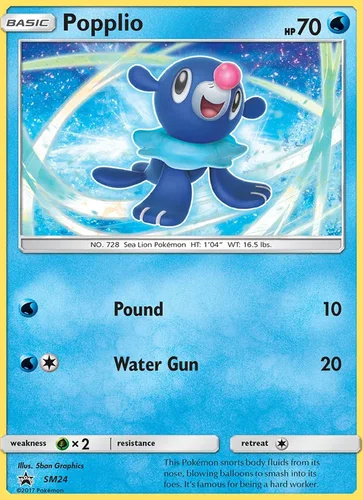 BASIC Popplio HP 70
NO. 728 Sea Lion Pokémon HT: 1'04" WT: 16.5 lbs.
Pound 10
Water Gun 20
weakness ×2 resistance retreat
Illus. 5ban Graphics
SM24
©2017 Pokémon
This Pokémon snorts body fluids from its
nose, blowing balloons to smash into its
foes. It's famous for being a hard worker.